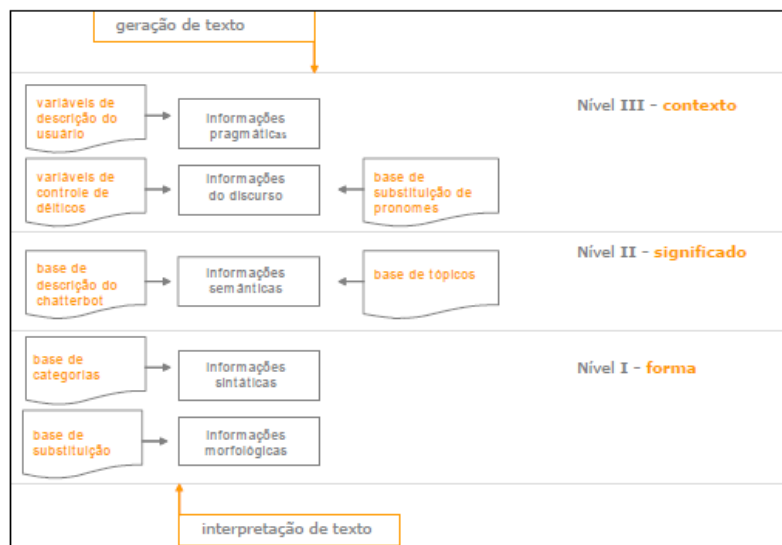 geração de texto
variáveis de
descrição do
usuário
Informações
pragmáticas
Nível III - contexto
variáveis de
controle de
dêiticos
Informações
do discurso
base de
substituição de
pronomes
base de
descrição do
chatterbot
Informações
semânticas
base de tópicos
Nível II - significado
base de
categorias
Informações
sintáticas
Nível I - forma
base de
substituição
Informações
morfológicas
interpretação de texto